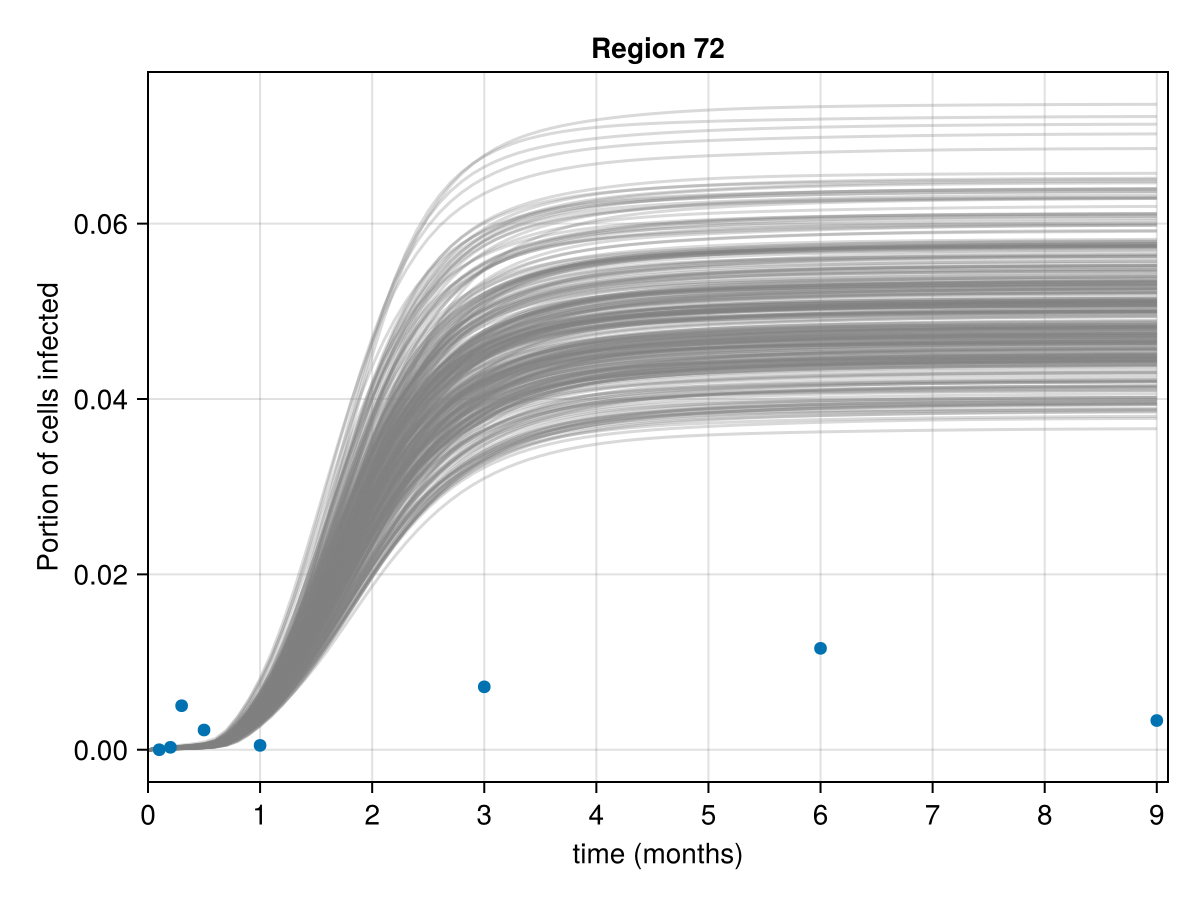 Region 72
Portion of cells infected
0.06
0.04
0.02
0.00
0 1 2 3 4 5 6 7 8 9
time (months)